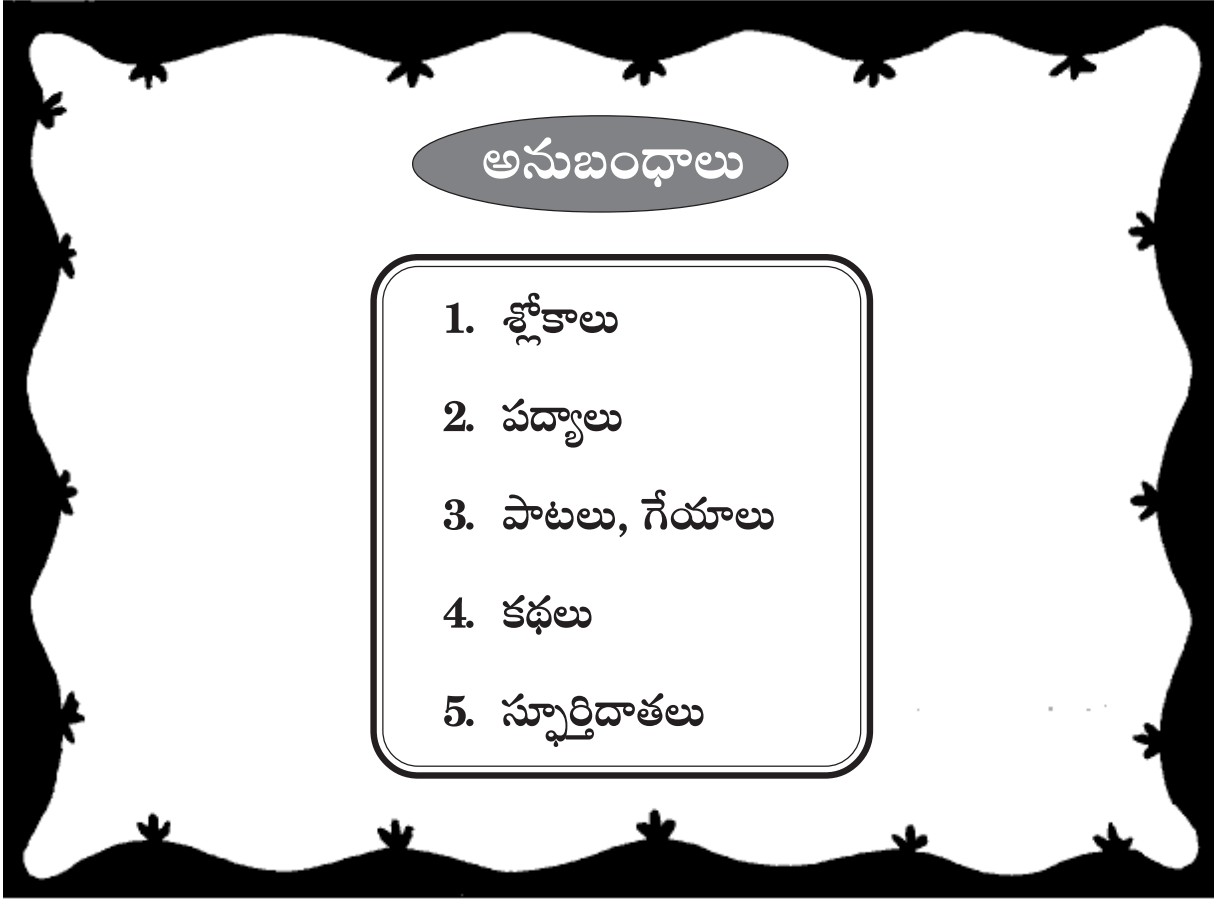 అనుబంధాలు
1. శ్లోకాలు
2. పద్యాలు
3. పాటలు, గేయాలు
4. కథలు
5. స్ఫూర్తిదాతలు